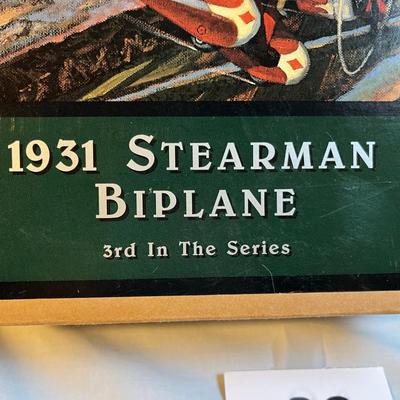 1931 Stearman
Biplane
3rd In The Series